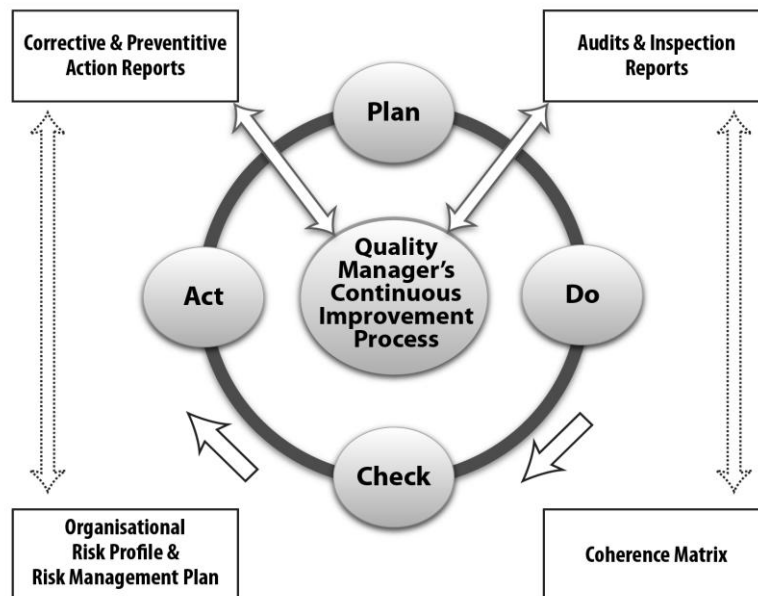 Corrective & Preventitive
Action Reports
Audits & Inspection
Reports
Plan
Quality
Manager's
Continuous
Improvement
Process
Act
Do
Check
Organisational
Risk Profile &
Risk Management Plan
Coherence Matrix